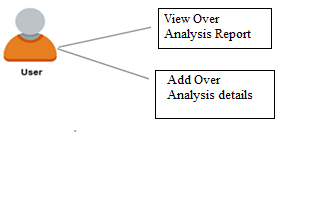 View Over
Analysis Report
User
Add Over
Analysis details